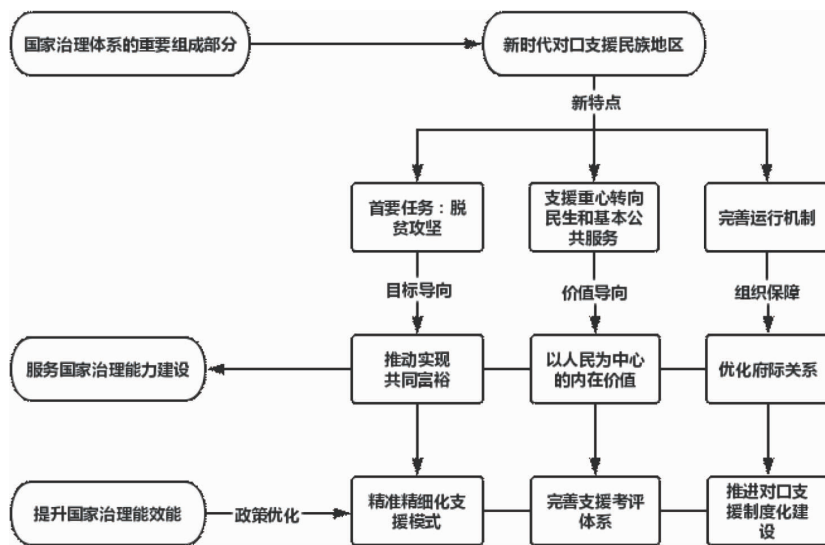 国家治理体系的重要组成部分
新时代对口支援民族地区
新特点
首要任务：脱
贫攻坚
支援重心转向
民生和基本公
共服务
完善运行机制
目标导向
价值导向
组织保障
服务国家治理能力建设
推动实现
共同富裕
以人民为中心
的内在价值
优化府际关系
提升国家治理能效能
政策优化
精准精细化支
援模式
完善支援考评
体系
推进对口支
援制度化建
设